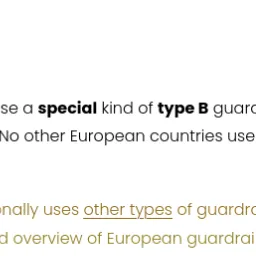 se a special kind of type B guard
No other European countries use
onally uses other types of guardra
d overview of European guardrai